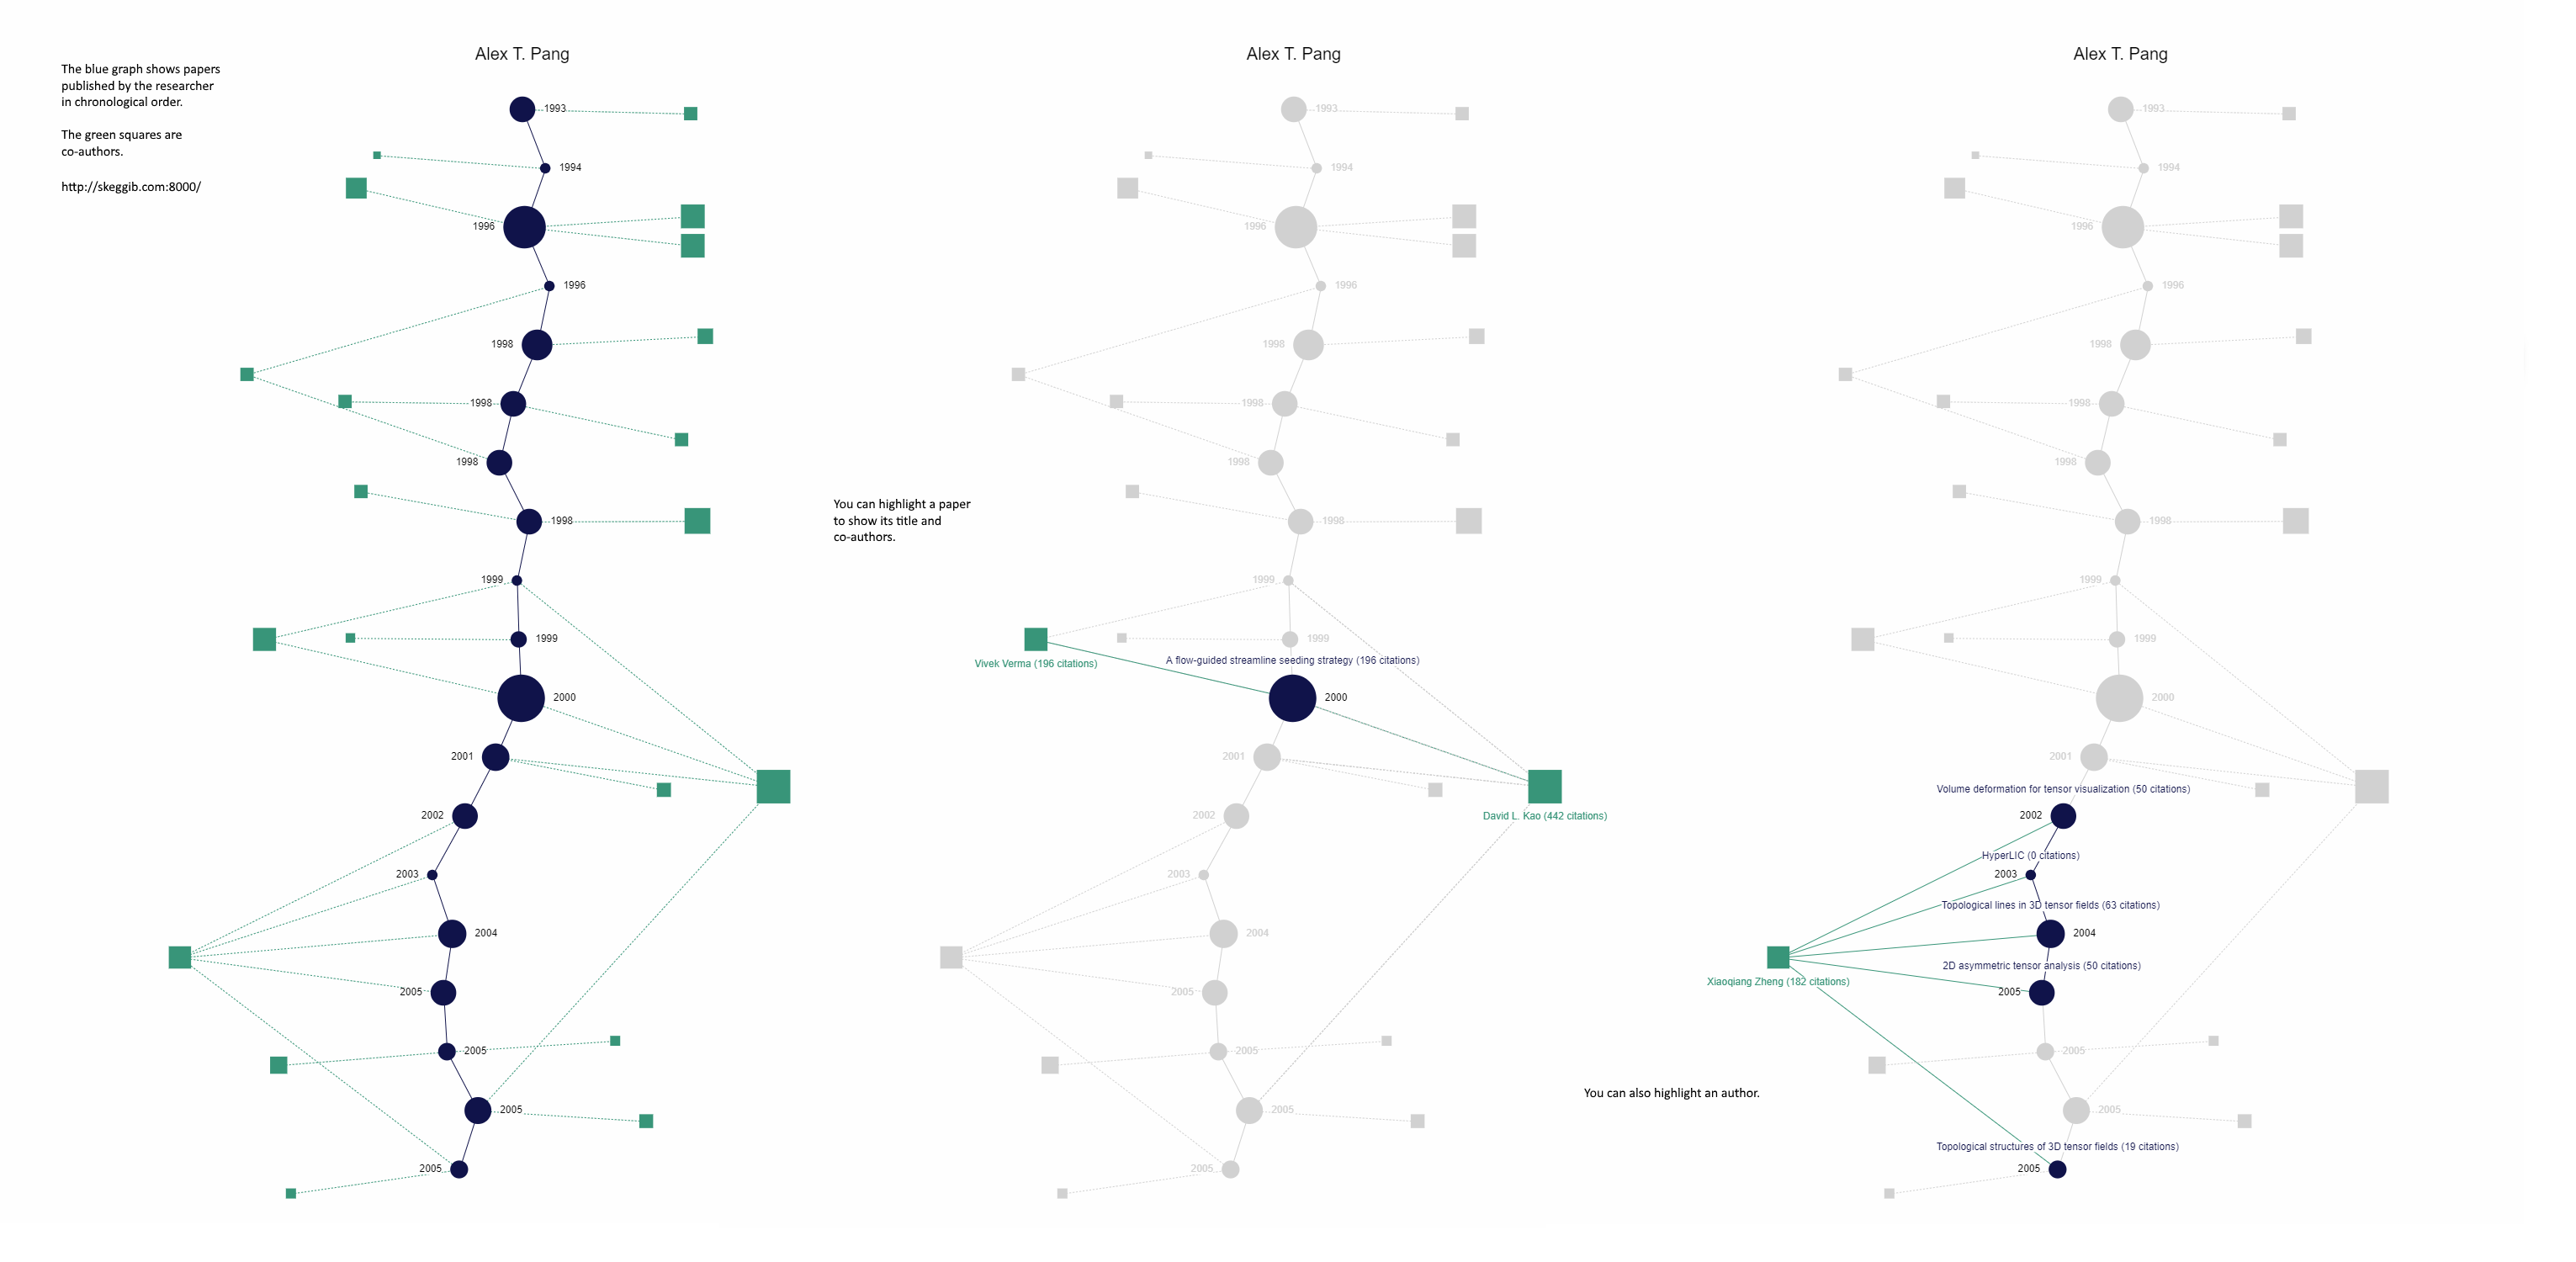 Alex T. Pang
The blue graph shows papers
published by the researcher
in chronological order.
The green squares are
co-authors.
http://skeggib.com:8000/
1993
1994
1996
1996
1998
1998
1998
1998
1999
1999
2000
2001
2002
2003
2004
2005
2005
2005
2005
Alex T. Pang
You can highlight a paper
to show its title and
co-authors.
1993
1994
1996
1996
1998
1998
1998
1998
1999
1999
Vivek Verma (196 citations)
A flow-guided streamline seeding strategy (196 citations)
2000
2001
David L. Kao (442 citations)
2002
2003
2004
2005
2005
2005
2005
Alex T. Pang
You can also highlight an author.
1993
1994
1996
1996
1998
1998
1998
1998
1999
1999
2000
2001
Volume deformation for tensor visualization (50 citations)
2002
HyperLIC (0 citations)
2003
Topological lines in 3D tensor fields (63 citations)
2004
2D asymmetric tensor analysis (50 citations)
Xiaoqiang Zheng (182 citations)
2005
2005
2005
Topological structures of 3D tensor fields (19 citations)
2005